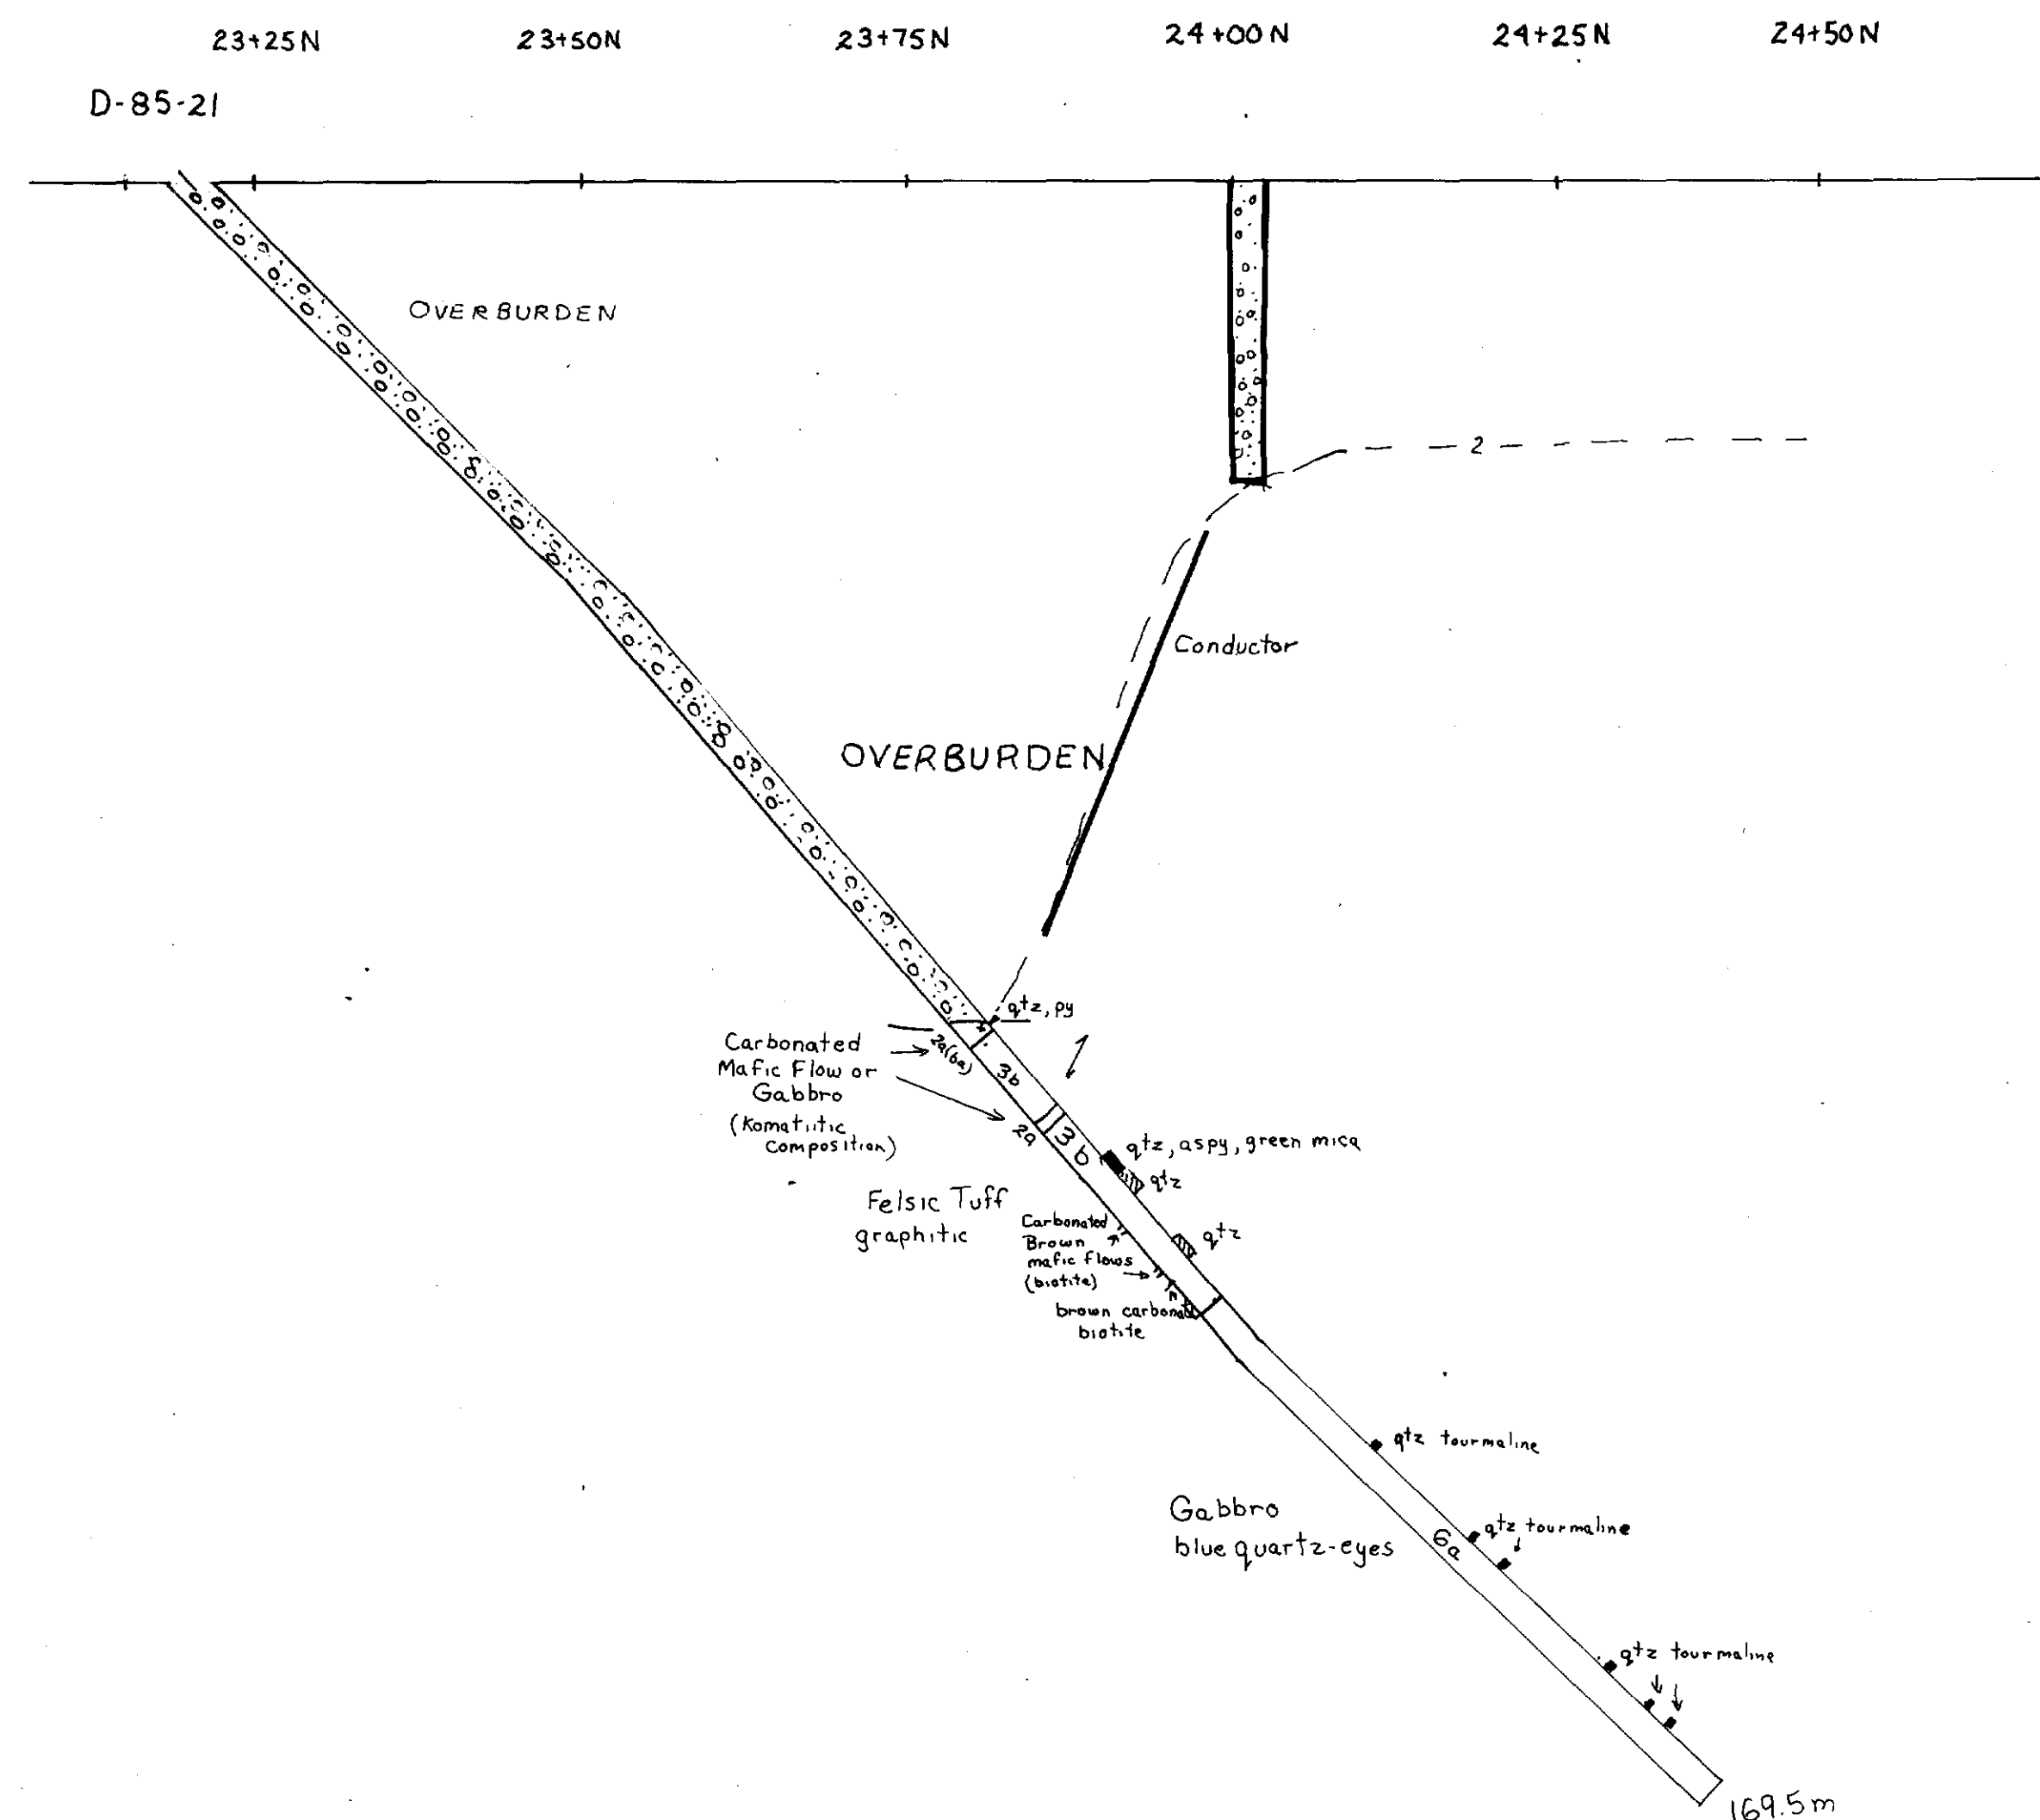 23+25N 23+50N 23+75N 24+00N 24+25N 24+50N
D-85-21
OVERBURDEN
2
Conductor
OVERBURDEN
qtz, py
Carbonated
Mafic Flow or
Gabbro
(Komatiitic
Composition)
2a(6a)
3b
2a
3b
qtz, aspy, green mica
qtz
Felsic Tuff
graphitic
Carbonated
Brown
mafic flows
(biotite)
qtz
brown carbonat
biotite
qtz tourmaline
Gabbro
blue quartz-eyes
6a
qtz tourmaline
qtz tourmaline
169.5m